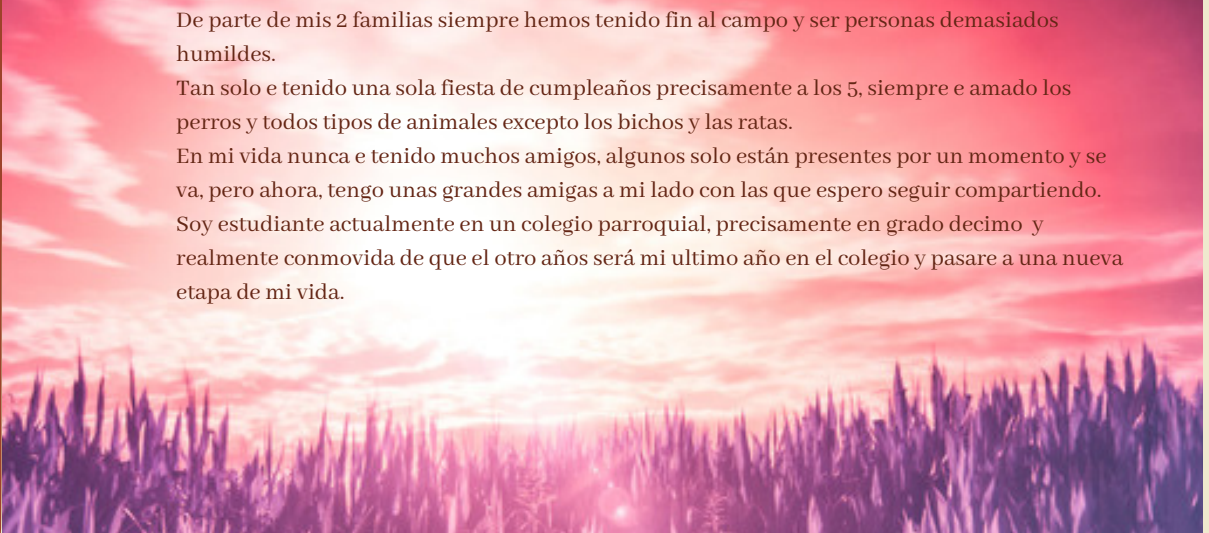 De parte de mis 2 familias siempre hemos tenido fin al campo y ser personas demasiados
humildes.
Tan solo e tenido una sola fiesta de cumpleaños precisamente a los 5, siempre e amado los
perros y todos tipos de animales excepto los bichos y las ratas.
En mi vida nunca e tenido muchos amigos, algunos solo están presentes por un momento y se
va, pero ahora, tengo unas grandes amigas a mi lado con las que espero seguir compartiendo.
Soy estudiante actualmente en un colegio parroquial, precisamente en grado decimo y
realmente conmovida de que el otro años será mi ultimo año en el colegio y pasare a una nueva
etapa de mi vida.